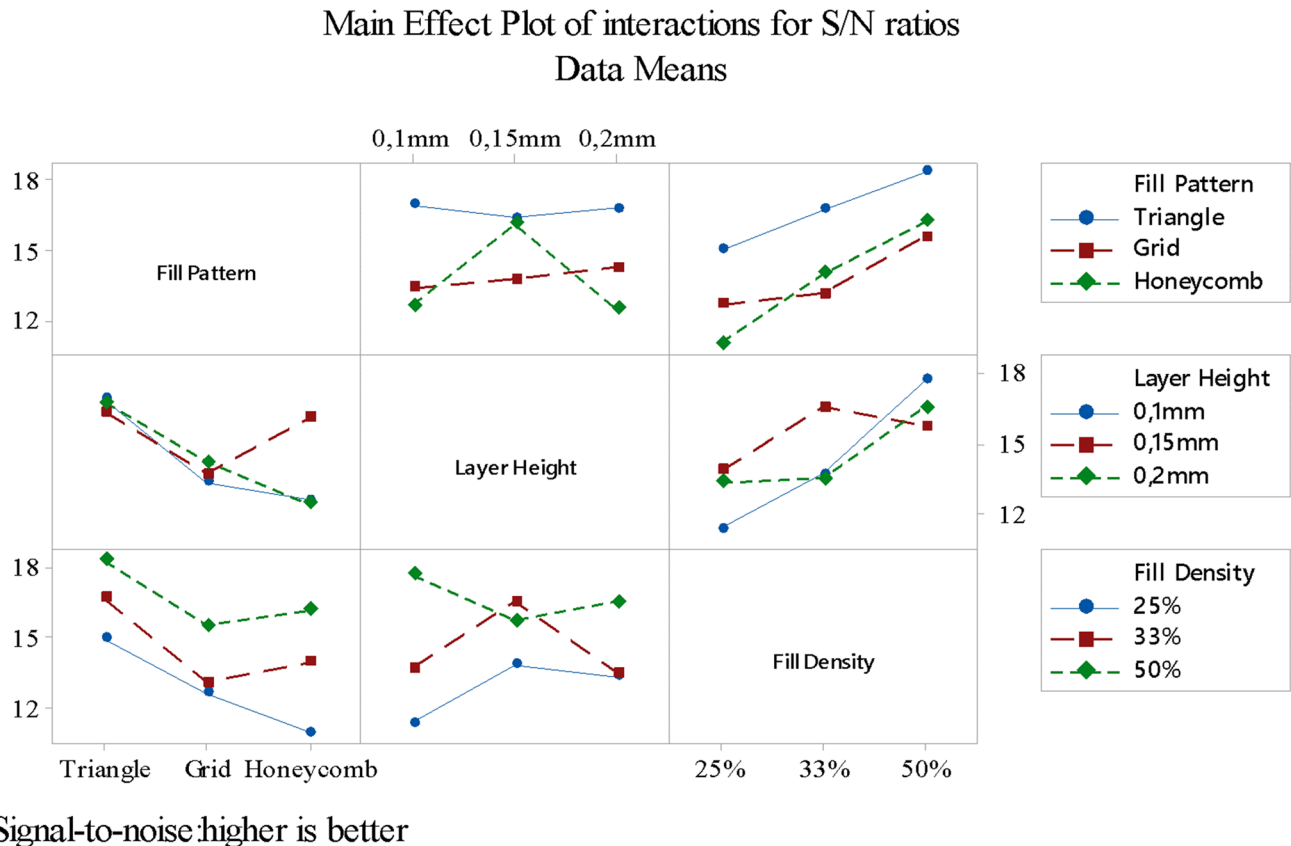 Main Effect Plot of interactions for S/N ratios
Data Means
0,1mm 0,15mm 0,2mm
18
15
12
Fill Pattern
Fill Pattern
Triangle
Grid
Honeycomb
Layer Height
18
15
12
Layer Height
0,1mm
0,15mm
0,2mm
18
15
12
Fill Density
Fill Density
25%
33%
50%
Triangle Grid Honeycomb 25% 33% 50%
Signal-to-noise:higher is better